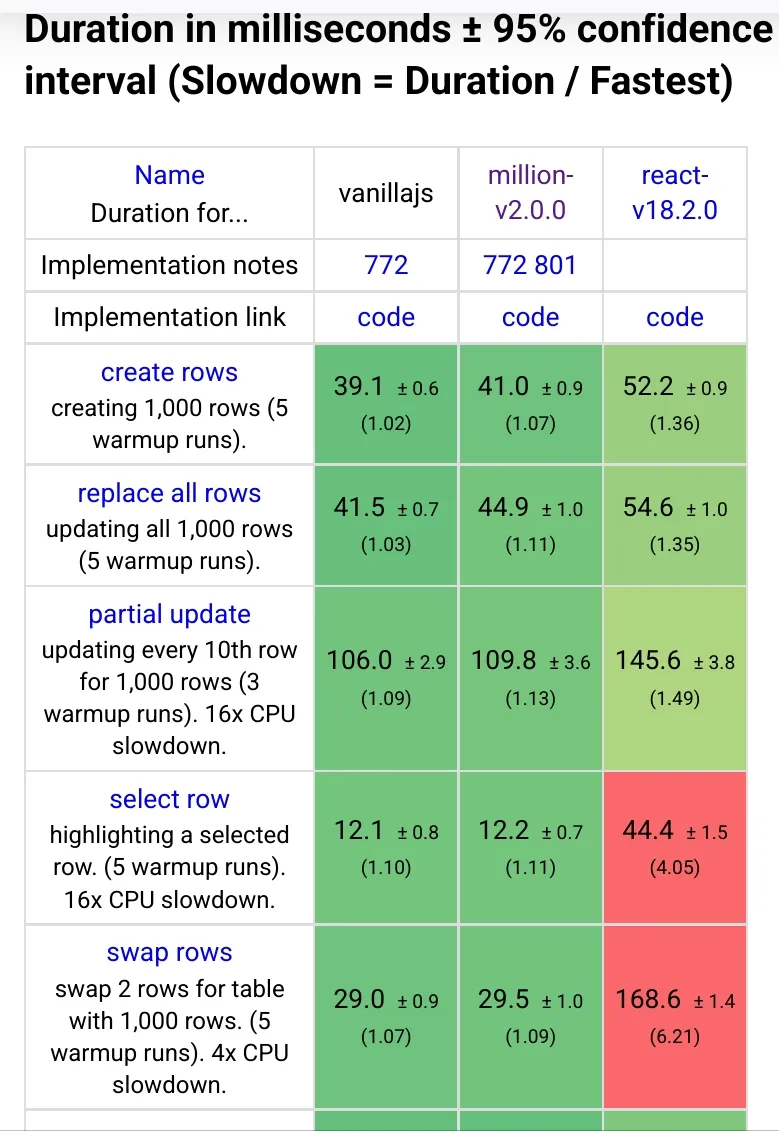 Duration in milliseconds ± 95% confidence
interval (Slowdown = Duration / Fastest)
Name
Duration for...
vanillajs
million-
v2.0.0
react-
v18.2.0
Implementation notes
772
772 801
Implementation link
code
code
code
create rows
creating 1,000 rows (5
warmup runs).
39.1 ± 0.6
(1.02)
41.0 ± 0.9
(1.07)
52.2 ± 0.9
(1.36)
replace all rows
updating all 1,000 rows
(5 warmup runs).
41.5 ± 0.7
(1.03)
44.9 ± 1.0
(1.11)
54.6 ± 1.0
(1.35)
partial update
updating every 10th row
for 1,000 rows (3
warmup runs). 16x CPU
slowdown.
106.0 ± 2.9
(1.09)
109.8 ± 3.6
(1.13)
145.6 ± 3.8
(1.49)
select row
highlighting a selected
row. (5 warmup runs).
16x CPU slowdown.
12.1 ± 0.8
(1.10)
12.2 ± 0.7
(1.11)
44.4 ± 1.5
(4.05)
swap rows
swap 2 rows for table
with 1,000 rows. (5
warmup runs). 4x CPU
slowdown.
29.0 ± 0.9
(1.07)
29.5 ± 1.0
(1.09)
168.6 ± 1.4
(6.21)